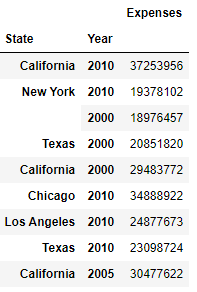 Expenses
State Year
California 2010 37253956
New York 2010 19378102
2000 18976457
Texas 2000 20851820
California 2000 29483772
Chicago 2010 34888922
Los Angeles 2010 24877673
Texas 2010 23098724
California 2005 30477622